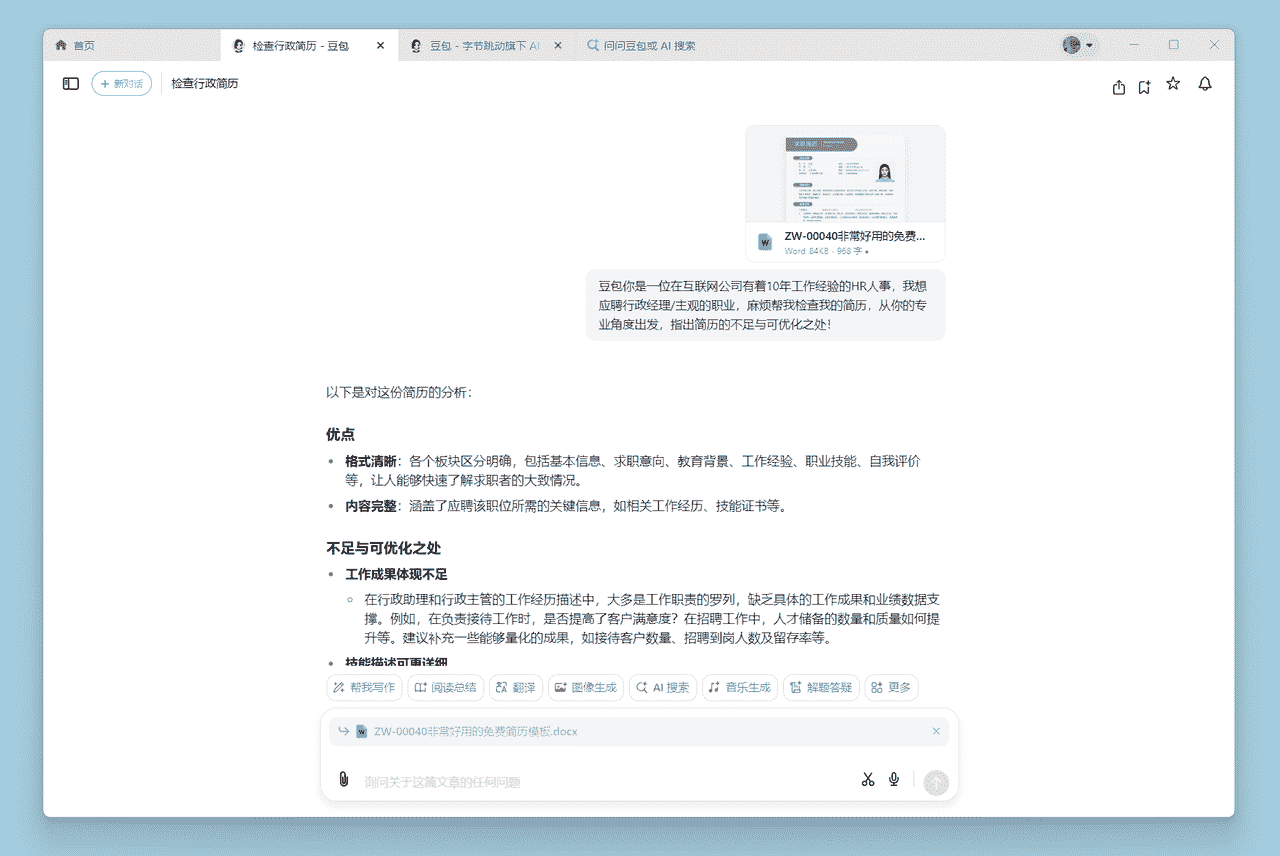 首页
检查行政简历 - 豆包
豆包 - 字节跳动旗下 AI
问问豆包或 AI 搜索
新对话
检查行政简历
求职简历
W
ZW-00040非常好用的免费...
Word 84KB · 968 字
豆包你是一位在互联网公司有着10年工作经验的HR人事，我想
应聘行政经理/主观的职业，麻烦帮我检查我的简历，从你的专
业角度出发，指出简历的不足与可优化之处！
以下是对这份简历的分析：
优点
格式清晰：各个板块区分明确，包括基本信息、求职意向、教育背景、工作经验、职业技能、自我评价
等，让人能够快速了解求职者的大致情况。
内容完整：涵盖了应聘该职位所需的关键信息，如相关工作经历、技能证书等。
不足与可优化之处
工作成果体现不足
在行政助理和行政主管的工作经历描述中，大多是工作职责的罗列，缺乏具体的工作成果和业绩数据支
撑。例如，在负责接待工作时，是否提高了客户满意度？在招聘工作中，人才储备的数量和质量如何提
升等。建议补充一些能够量化的成果，如接待客户数量、招聘到岗人数及留存率等。
技能描述可更详细
帮我写作
阅读总结
翻译
图像生成
AI 搜索
音乐生成
解题答疑
更多
W
ZW-00040非常好用的免费简历模板.docx
询问关于这篇文章的任何问题